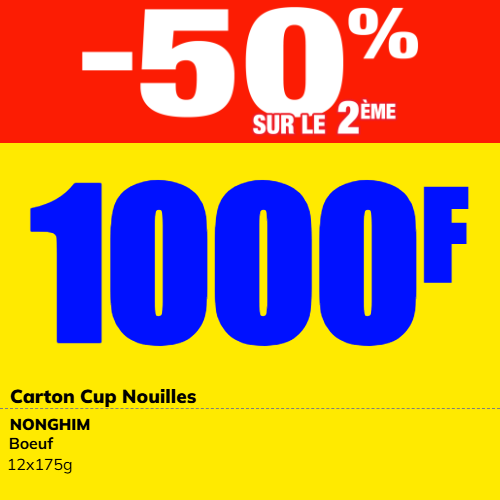 -50%
SUR LE 2ÈME
1000F
Carton Cup Nouilles
NONGHIM
Boeuf
12x175g